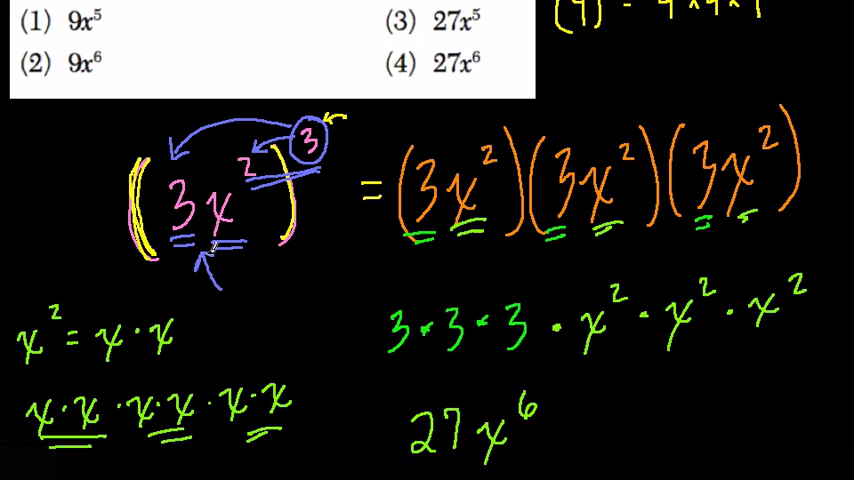 (1) 9x⁵ (3) 27x⁵
(2) 9x⁶ (4) 27x⁶
(3x²)³ = (3x²)(3x²)(3x²)
x² = x · x
3 · 3 · 3 · x² · x² · x²
x · x · x · x · x · x
27x⁶